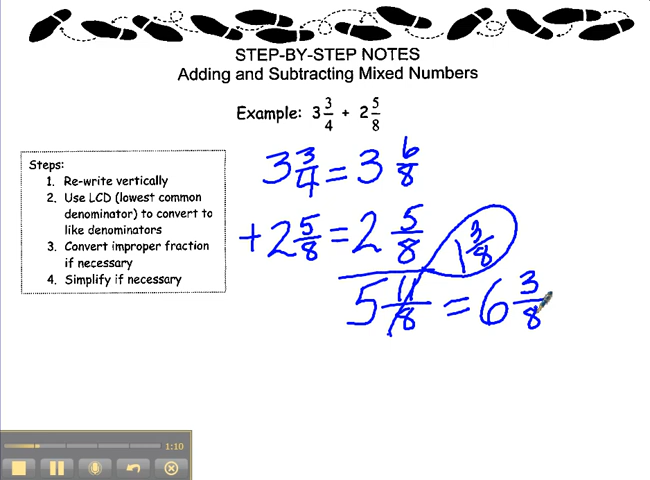 STEP-BY-STEP NOTES
Adding and Subtracting Mixed Numbers
Example: 3 3/4 + 2 5/8
Steps:
1. Re-write vertically
2. Use LCD (lowest common
denominator) to convert to
like denominators
3. Convert improper fraction
if necessary
4. Simplify if necessary
3 3/4 = 3 6/8
+ 2 5/8 = 2 5/8
1 3/8
5 11/8 = 6 3/8
1:10